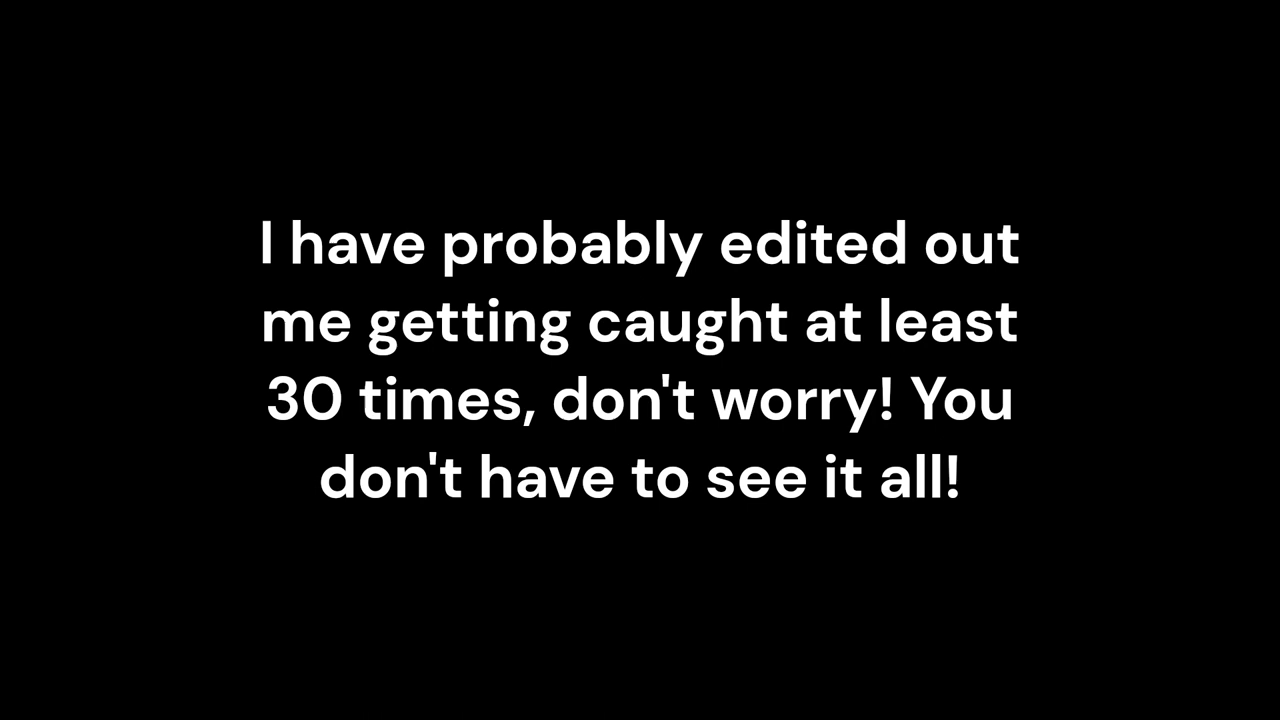 I have probably edited out
me getting caught at least
30 times, don't worry! You
don't have to see it all!